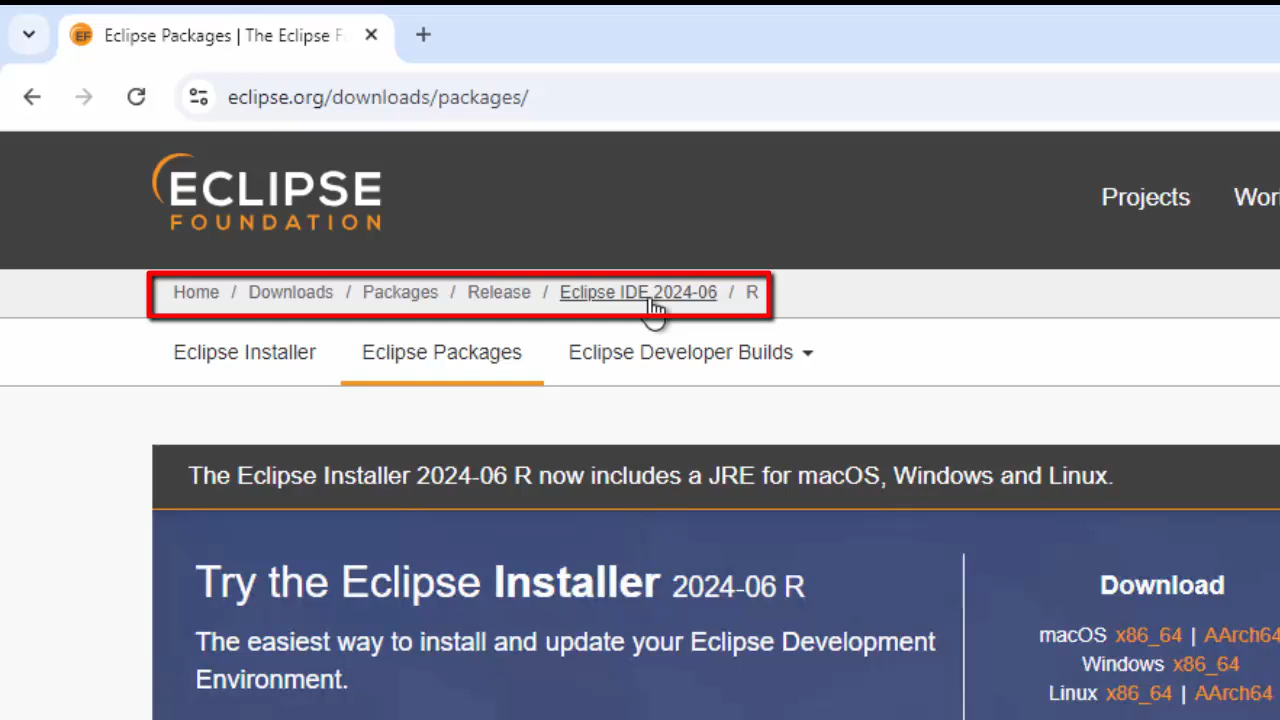 Eclipse Packages | The Eclipse F
eclipse.org/downloads/packages/
ECLIPSE
FOUNDATION
Projects Wor
Home / Downloads / Packages / Release / Eclipse IDE 2024-06 / R
Eclipse Installer Eclipse Packages Eclipse Developer Builds
The Eclipse Installer 2024-06 R now includes a JRE for macOS, Windows and Linux.
Try the Eclipse Installer 2024-06 R
The easiest way to install and update your Eclipse Development
Environment.
Download
macOS x86_64 | AArch64
Windows x86_64
Linux x86_64 | AArch64